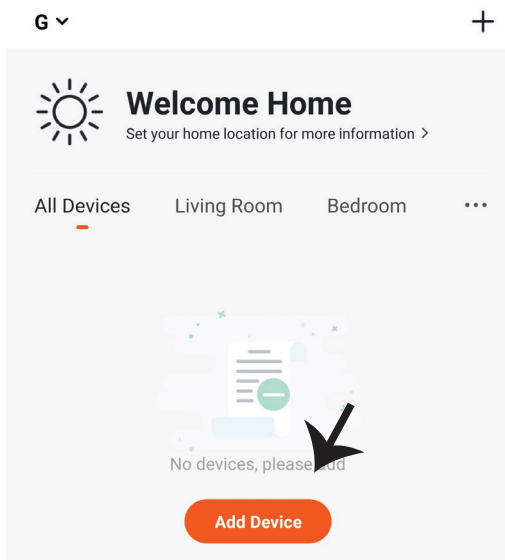 G
Welcome Home
Set your home location for more information >
All Devices Living Room Bedroom ...
No devices, please add
Add Device